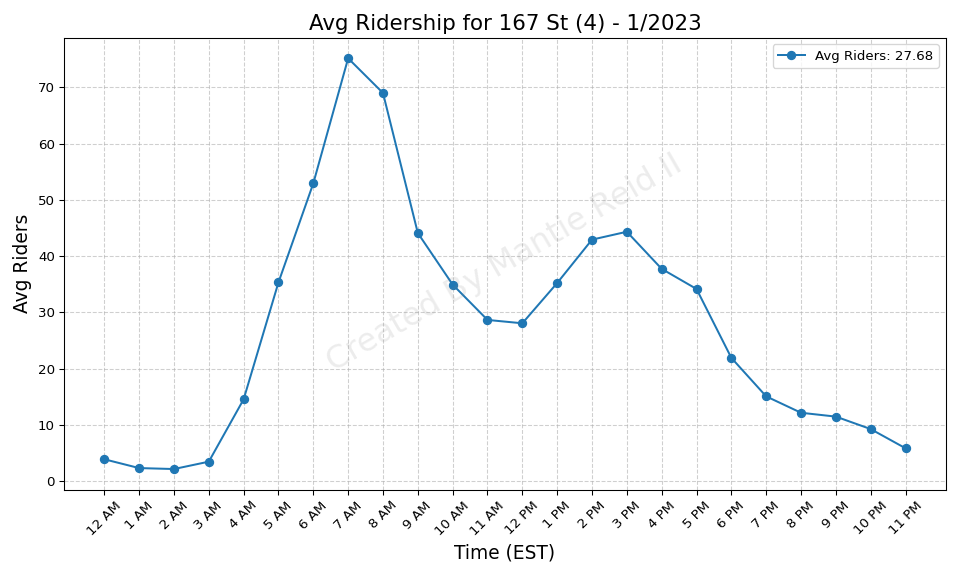 Avg Ridership for 167 St (4) - 1/2023
Avg Riders: 27.68
Avg Riders
70
60
50
40
30
20
10
0
Created By Mantie Reid II
12 AM
1 AM
2 AM
3 AM
4 AM
5 AM
6 AM
7 AM
8 AM
9 AM
10 AM
11 AM
12 PM
1 PM
2 PM
3 PM
4 PM
5 PM
6 PM
7 PM
8 PM
9 PM
10 PM
11 PM
Time (EST)